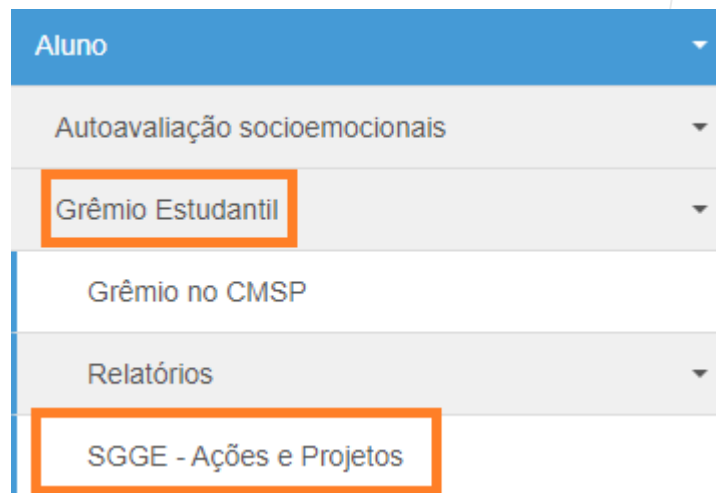 Aluno
Autoavaliação socioemocionais
Grêmio Estudantil
Grêmio no CMSP
Relatórios
SGGE - Ações e Projetos